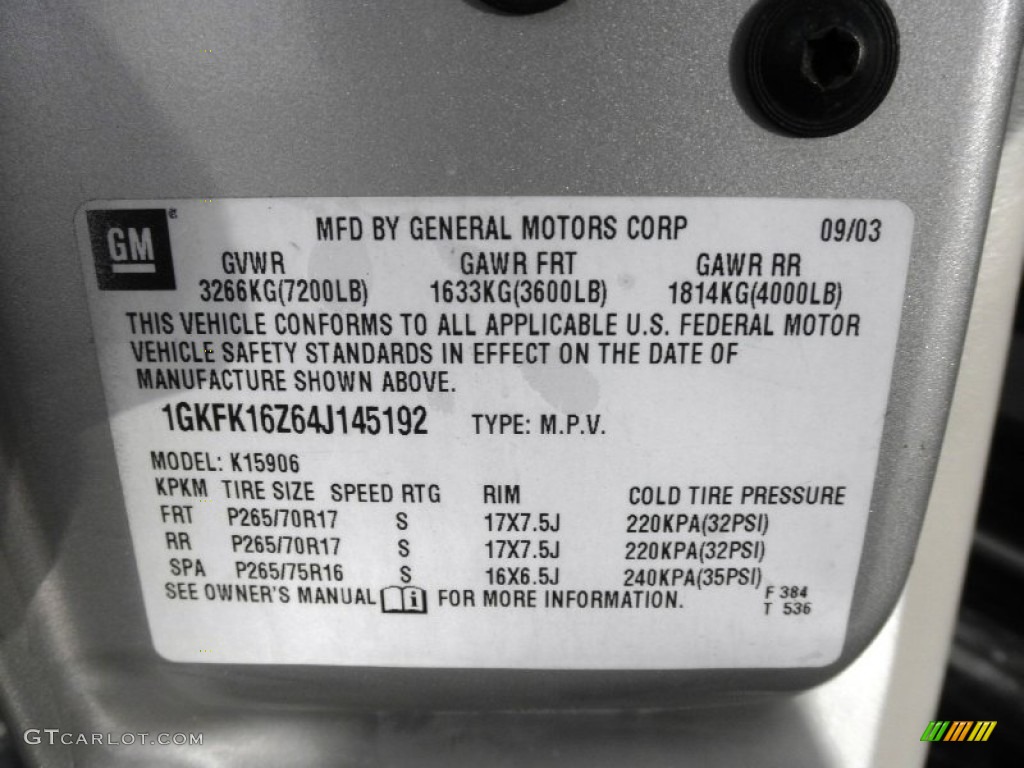 GM
MFD BY GENERAL MOTORS CORP 09/03
GVWR GAWR FRT GAWR RR
3266KG(7200LB) 1633KG(3600LB) 1814KG(4000LB)
THIS VEHICLE CONFORMS TO ALL APPLICABLE U.S. FEDERAL MOTOR
VEHICLE SAFETY STANDARDS IN EFFECT ON THE DATE OF
MANUFACTURE SHOWN ABOVE.
1GKFK16Z64J145192 TYPE: M.P.V.
MODEL: K15906
KPKM TIRE SIZE SPEED RTG RIM COLD TIRE PRESSURE
FRT P265/70R17 S 17X7.5J 220KPA(32PSI)
RR P265/70R17 S 17X7.5J 220KPA(32PSI)
SPA P265/75R16 S 16X6.5J 240KPA(35PSI)
SEE OWNER'S MANUAL i FOR MORE INFORMATION. F 384
T 536
GTCARLOT.COM